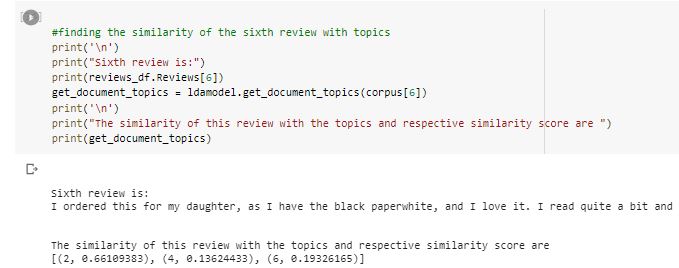 #finding the similarity of the sixth review with topics
print('\n')
print("Sixth review is:")
print(reviews_df.Reviews[6])
get_document_topics = ldamodel.get_document_topics(corpus[6])
print('\n')
print("The similarity of this review with the topics and respective similarity score are ")
print(get_document_topics)
Sixth review is:
I ordered this for my daughter, as I have the black paperwhite, and I love it. I read quite a bit and
The similarity of this review with the topics and respective similarity score are
[(2, 0.66109383), (4, 0.13624433), (6, 0.19326165)]